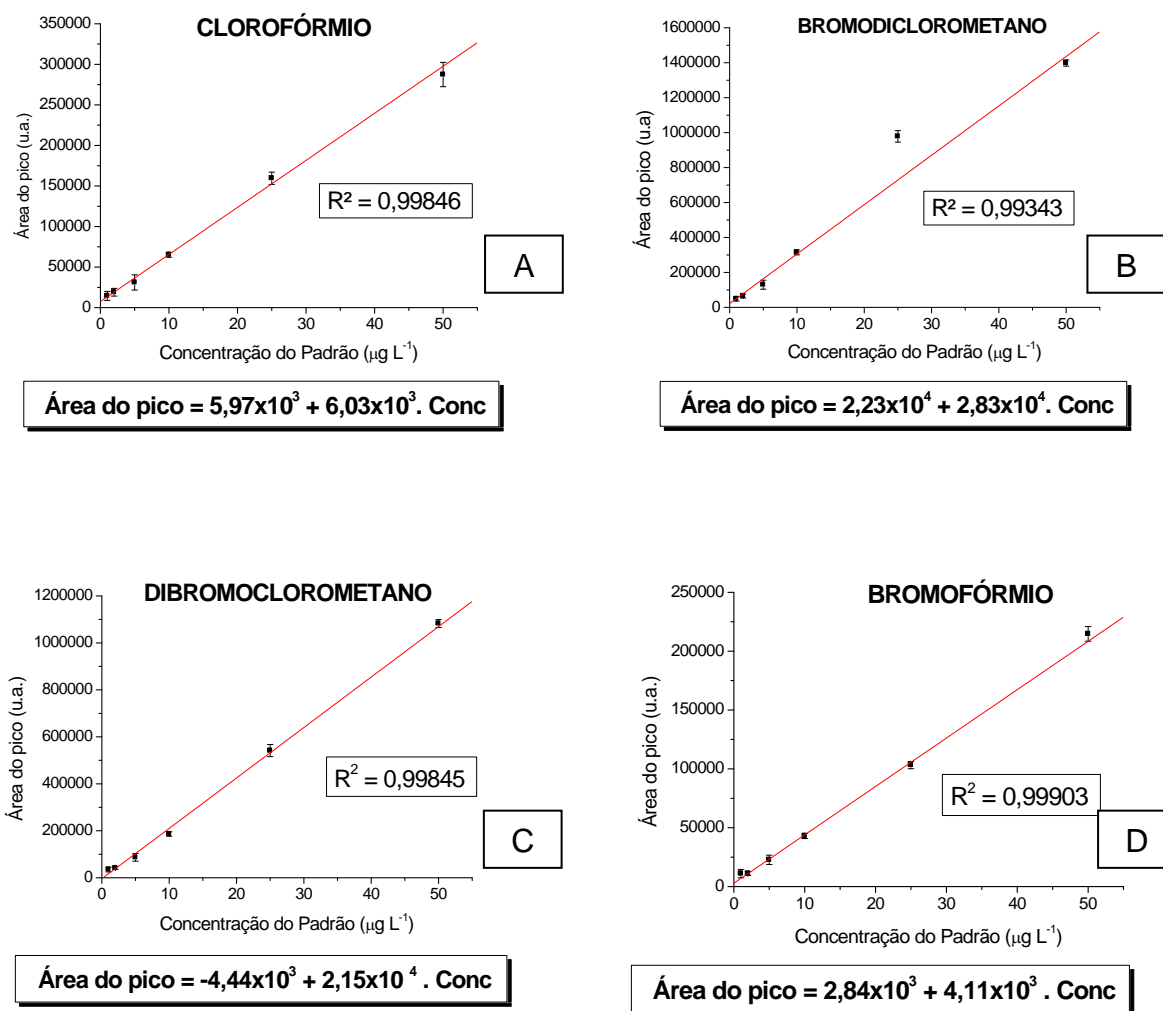 CLOROFÓRMIO
350000
300000
250000
200000
150000
100000
50000
0
Área do pico (u.a.)
R² = 0,99846
A
0 10 20 30 40 50
Concentração do Padrão (μg L⁻¹)
Área do pico = 5,97x10³ + 6,03x10³. Conc
BROMODICLOROMETANO
1600000
1400000
1200000
1000000
800000
600000
400000
200000
0
Área do pico (u.a)
R² = 0,99343
B
0 10 20 30 40 50
Concentração do Padrão (μg L⁻¹)
Área do pico = 2,23x10⁴ + 2,83x10⁴. Conc
DIBROMOCLOROMETANO
1200000
1000000
800000
600000
400000
200000
0
Área do pico (u.a.)
R² = 0,99845
C
0 10 20 30 40 50
Concentração do Padrão (μg L⁻¹)
Área do pico = -4,44x10³ + 2,15x10 ⁴ . Conc
BROMOFÓRMIO
250000
200000
150000
100000
50000
0
Área do pico (u.a.)
R² = 0,99903
D
0 10 20 30 40 50
Concentração do Padrão (μg L⁻¹)
Área do pico = 2,84x10³ + 4,11x10³ . Conc